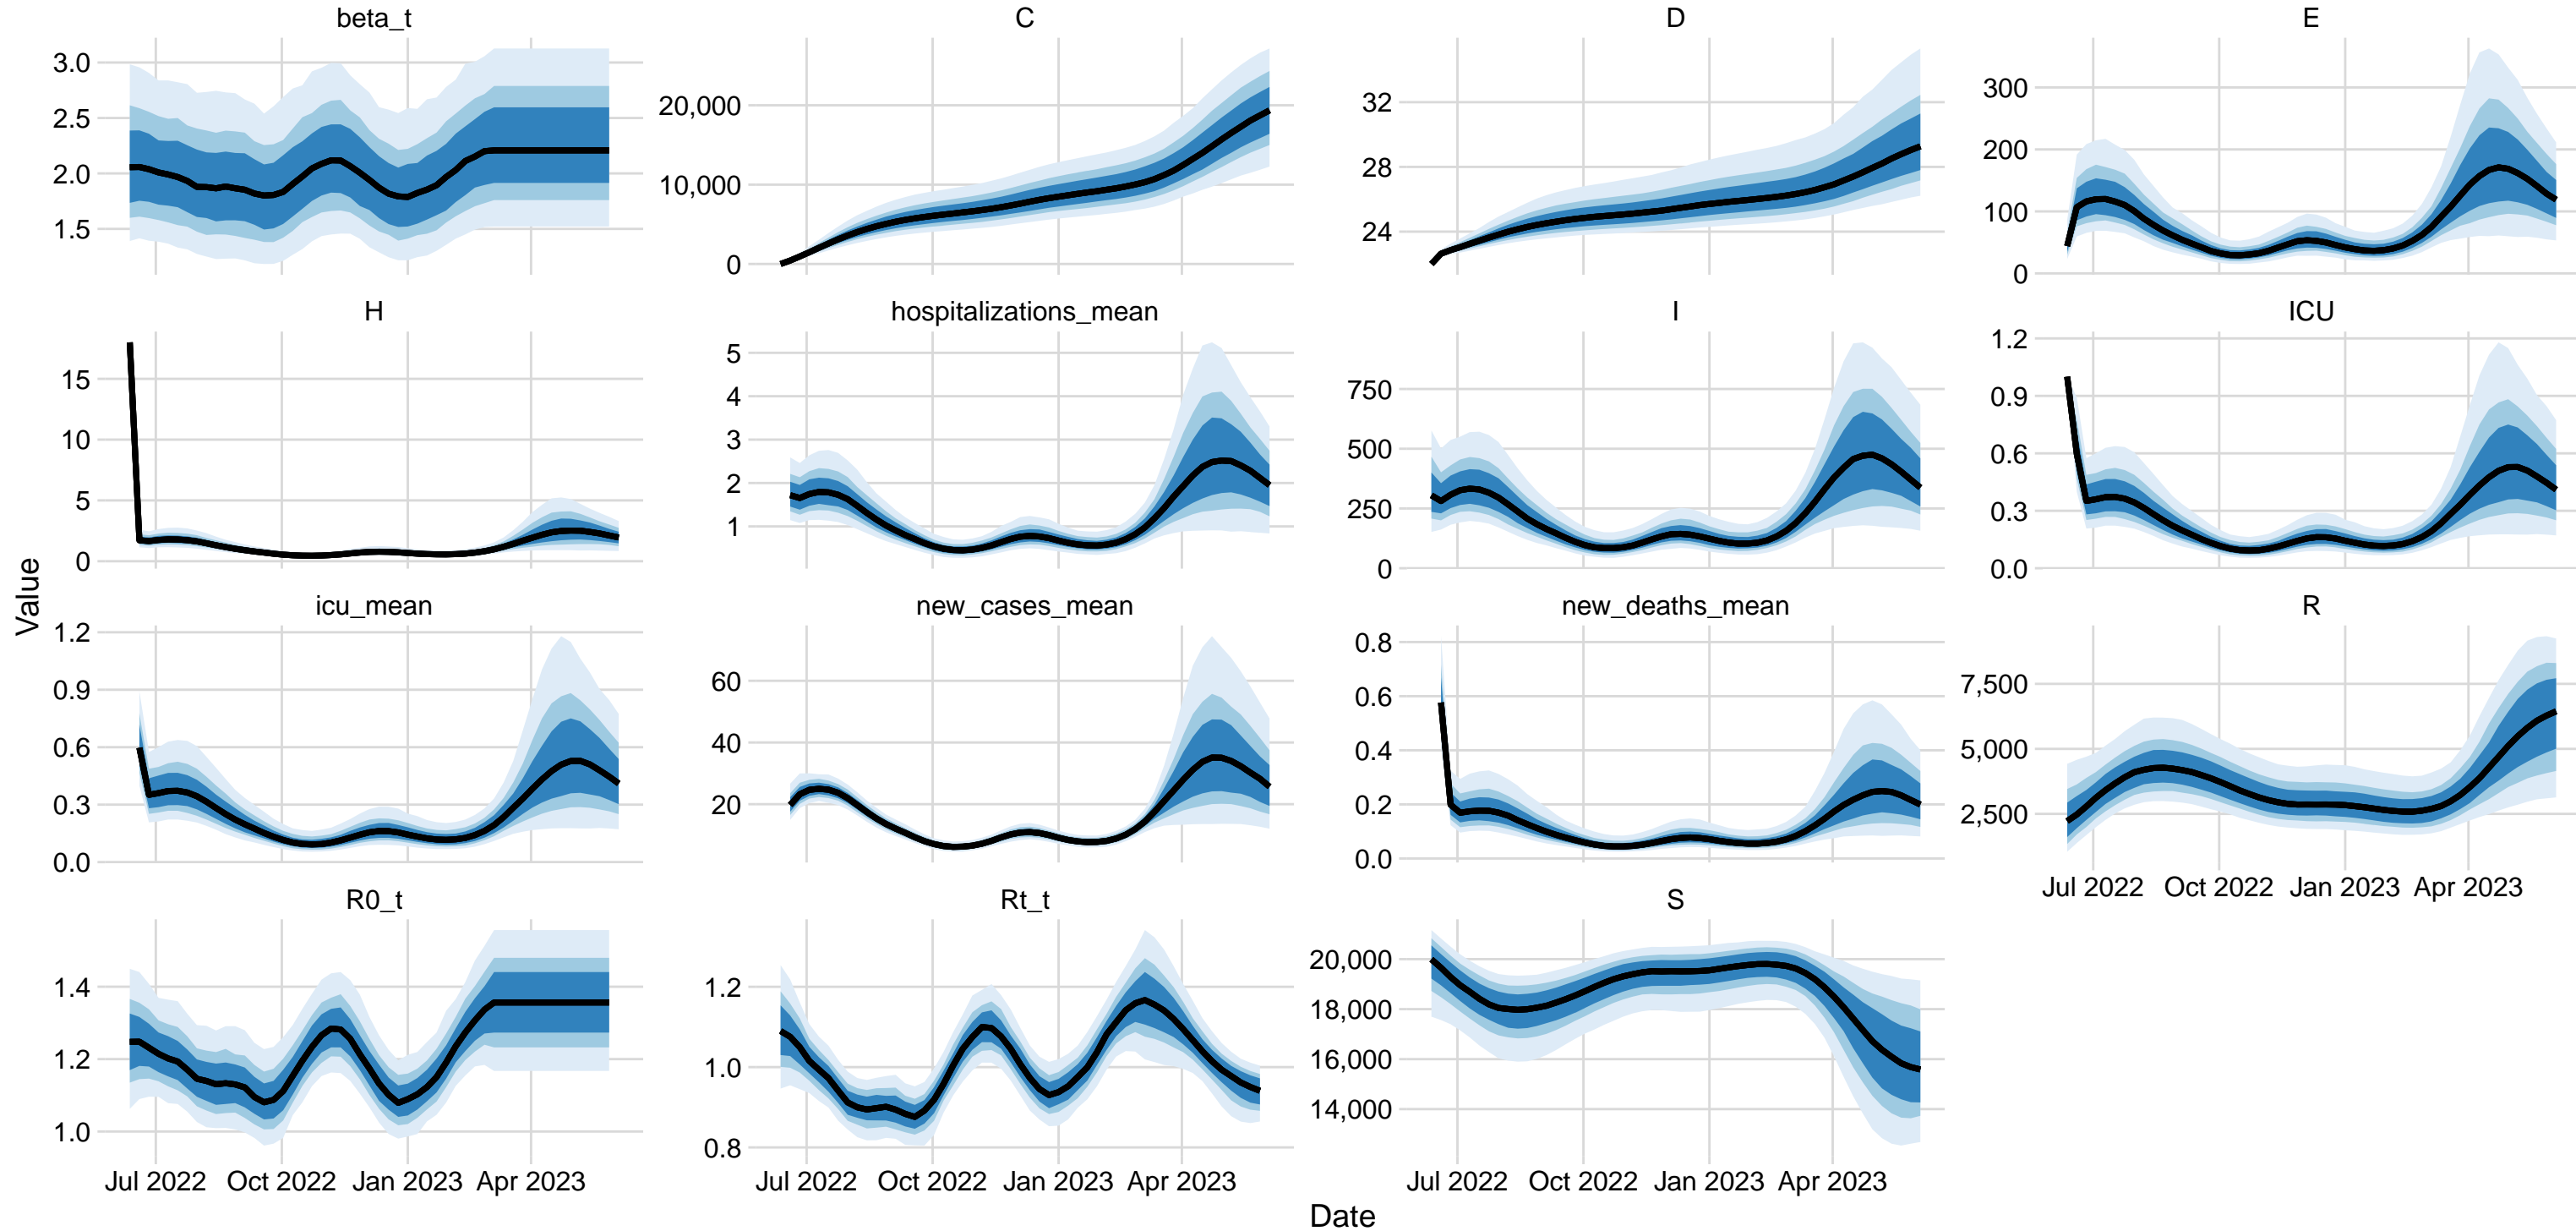 beta_t
C
D
E
3.0
2.5
2.0
1.5
20,000
10,000
0
32
28
24
300
200
100
0
H
hospitalizations_mean
I
ICU
15
10
5
0
5
4
3
2
1
750
500
250
0
1.2
0.9
0.6
0.3
0.0
Value
icu_mean
new_cases_mean
new_deaths_mean
R
1.2
0.9
0.6
0.3
0.0
60
40
20
0.8
0.6
0.4
0.2
0.0
7,500
5,000
2,500
Jul 2022 Oct 2022 Jan 2023 Apr 2023
R0_t
Rt_t
S
1.4
1.2
1.0
1.2
1.0
0.8
20,000
18,000
16,000
14,000
Jul 2022 Oct 2022 Jan 2023 Apr 2023
Jul 2022 Oct 2022 Jan 2023 Apr 2023
Jul 2022 Oct 2022 Jan 2023 Apr 2023
Date